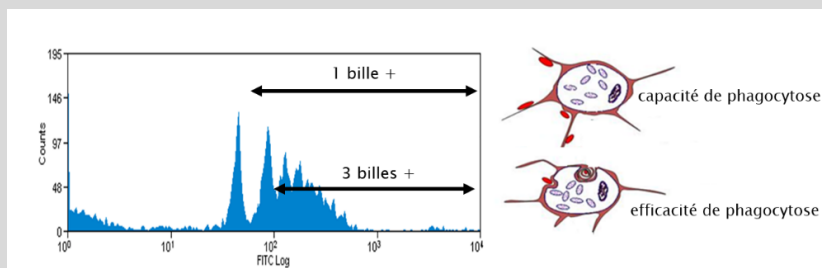 195
146
97
48
0
Counts
10⁰
10¹
10²
10³
10⁴
FITC Log
1 bille +
3 billes +
capacité de phagocytose
efficacité de phagocytose